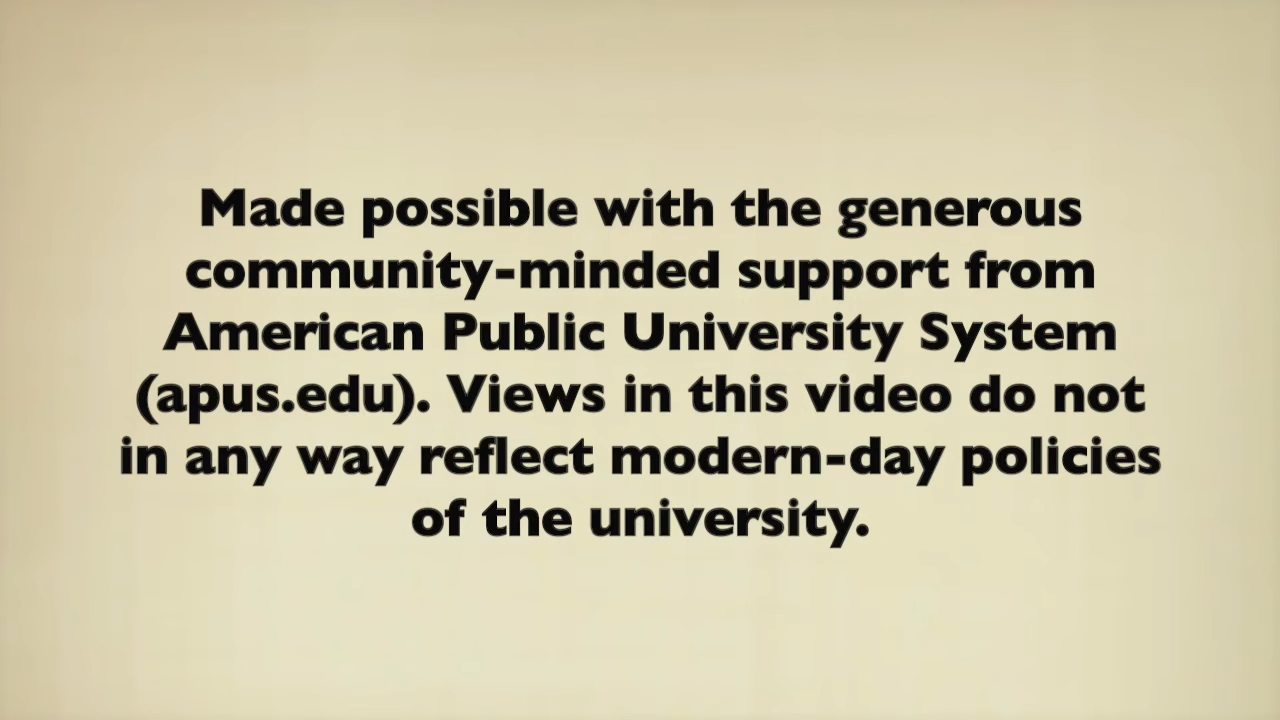 Made possible with the generous
community-minded support from
American Public University System
(apus.edu). Views in this video do not
in any way reflect modern-day policies
of the university.